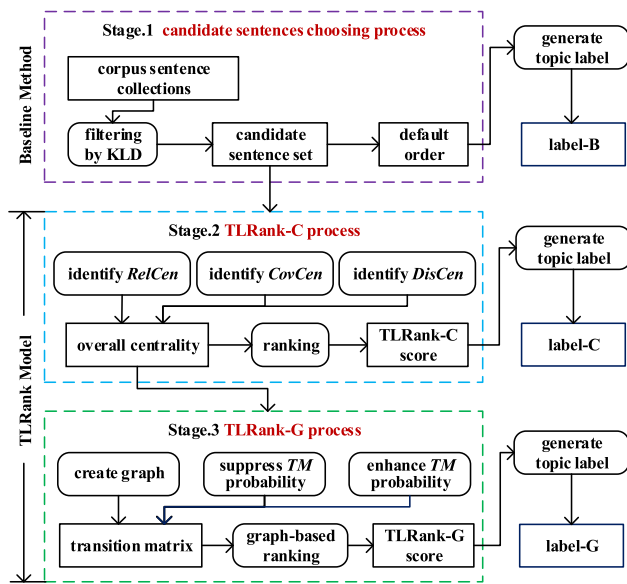 Stage.1 candidate sentences choosing process
corpus sentence
collections
filtering
by KLD
candidate
sentence set
default
order
generate
topic label
label-B
Baseline Method
Stage.2 TLRank-C process
identify RelCen
identify CovCen
identify DisCen
overall centrality
ranking
TLRank-C
score
generate
topic label
label-C
TLRank Model
Stage.3 TLRank-G process
create graph
suppress TM
probability
enhance TM
probability
transition matrix
graph-based
ranking
TLRank-G
score
generate
topic label
label-G